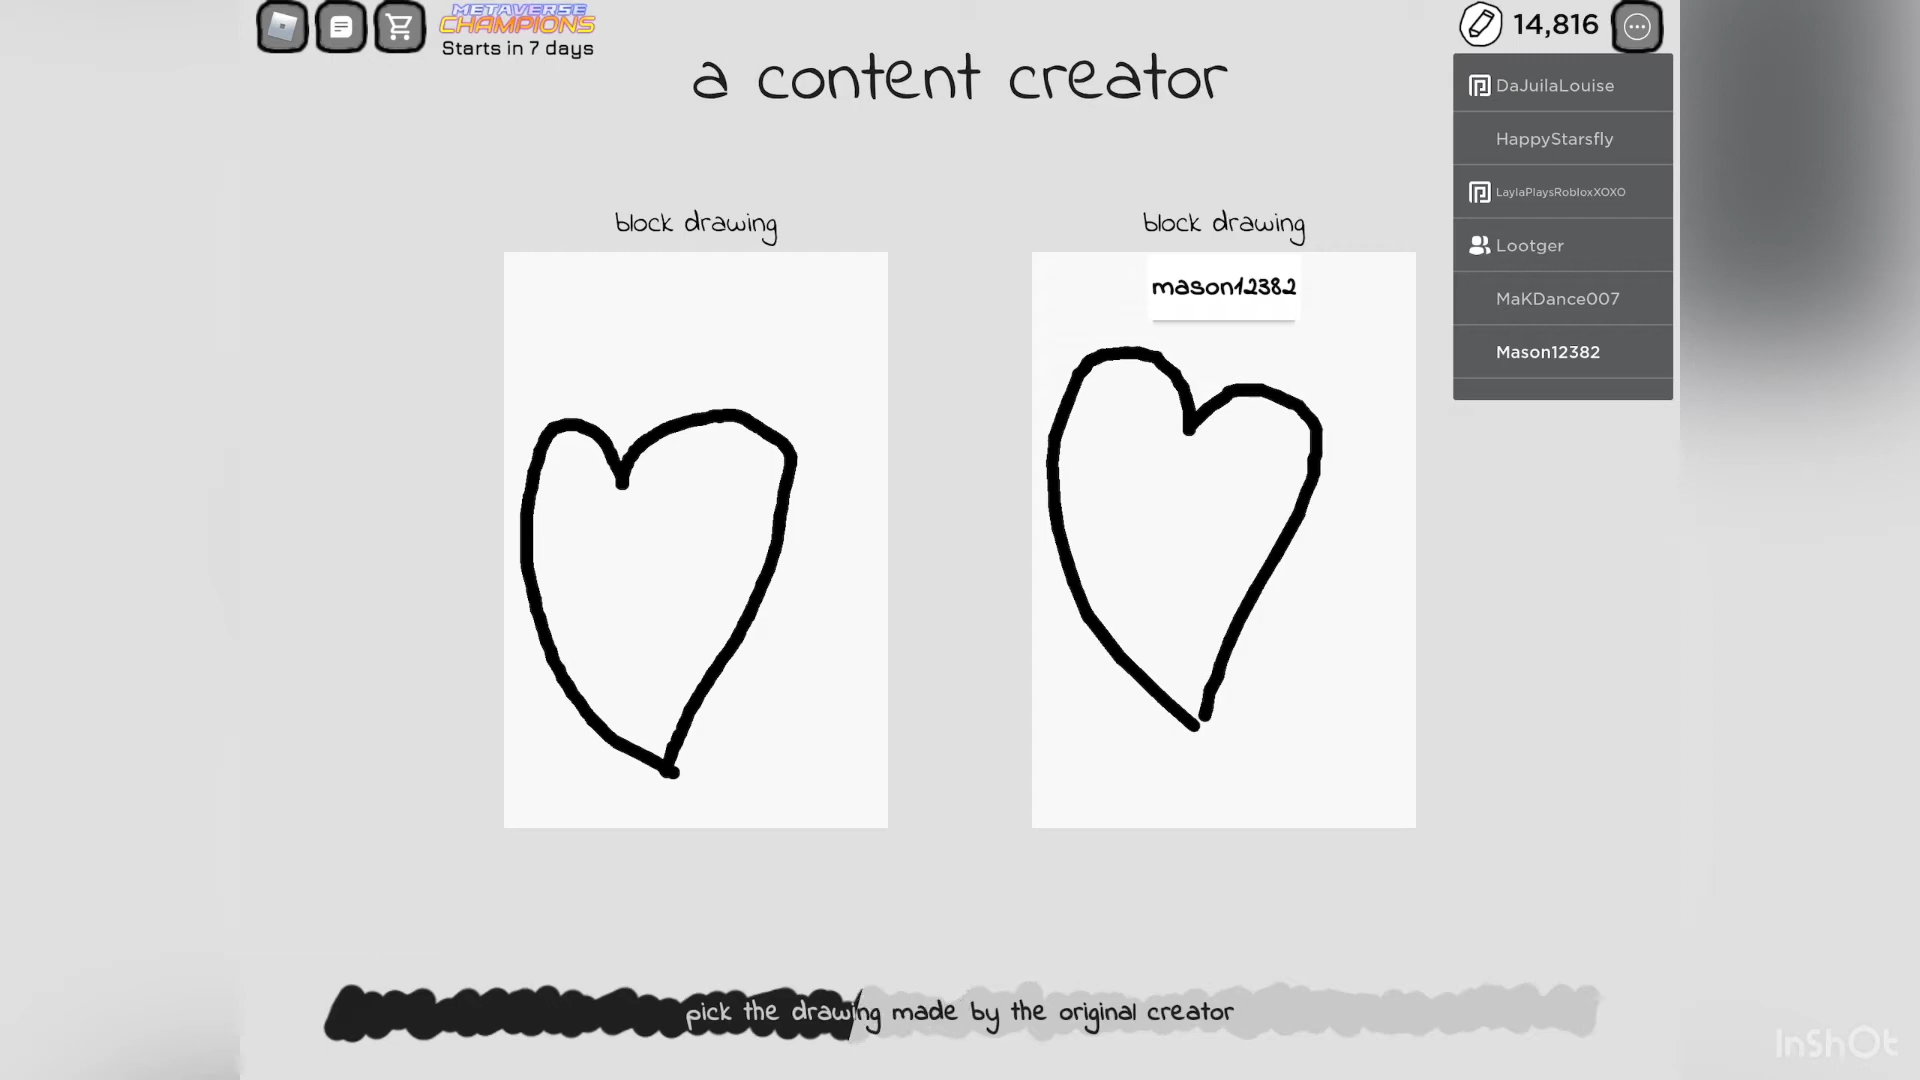 METAVERSE
CHAMPIONS
Starts in 7 days
14,816
a content creator
DaJuilaLouise
HappyStarsfly
LaylaPlaysRobloxXOXO
Lootger
MaKDance007
Mason12382
block drawing
block drawing
mason12382
pick the drawing made by the original creator
InShOt